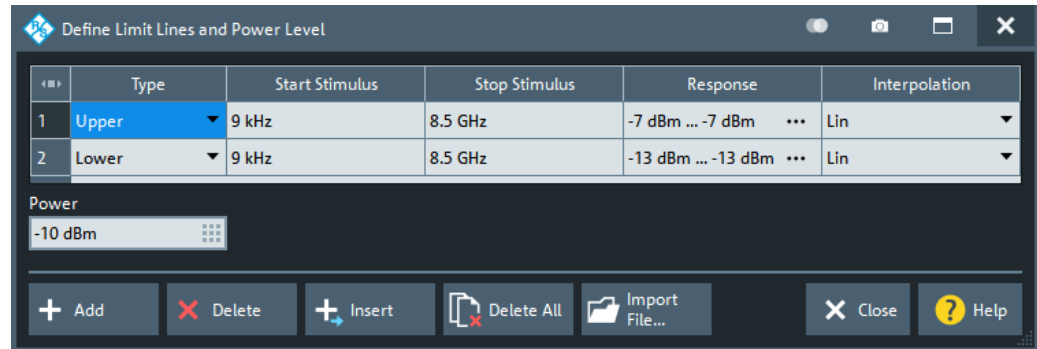 R&S Define Limit Lines and Power Level
Type Start Stimulus Stop Stimulus Response Interpolation
1 Upper 9 kHz 8.5 GHz -7 dBm ... -7 dBm ••• Lin
2 Lower 9 kHz 8.5 GHz -13 dBm ... -13 dBm ••• Lin
Power
-10 dBm
Add Delete Insert Delete All Import File... Close ? Help